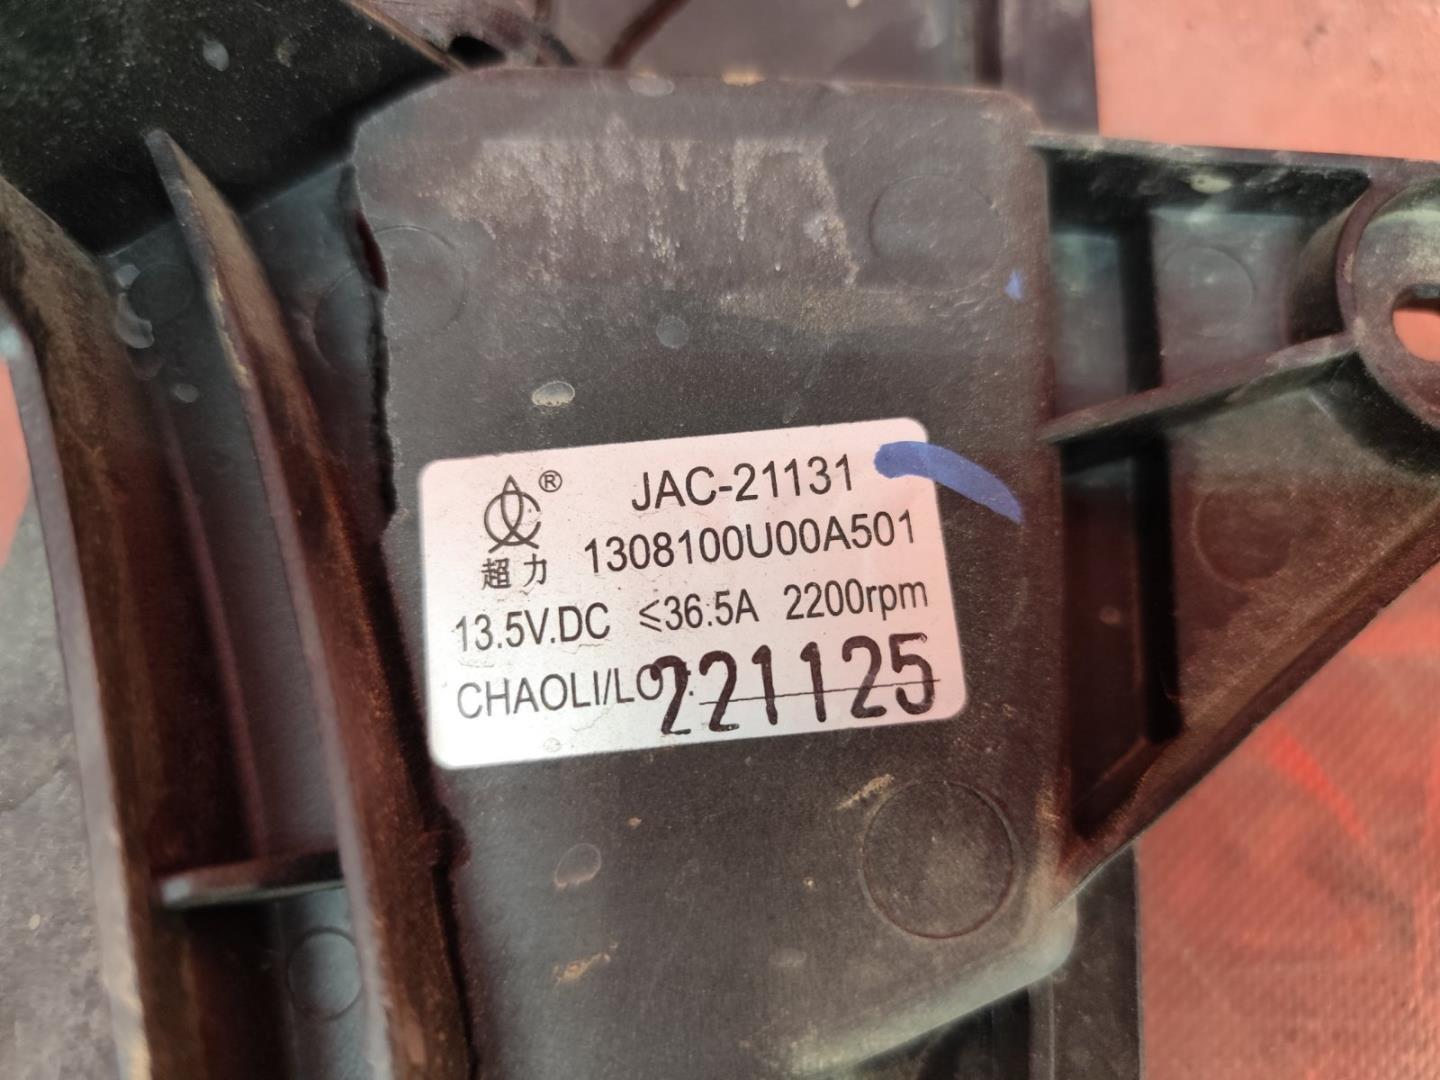 ® JAC-21131
超力 1308100U00A501
13.5V.DC ≤36.5A 2200rpm
CHAOLI/LOT: 221125